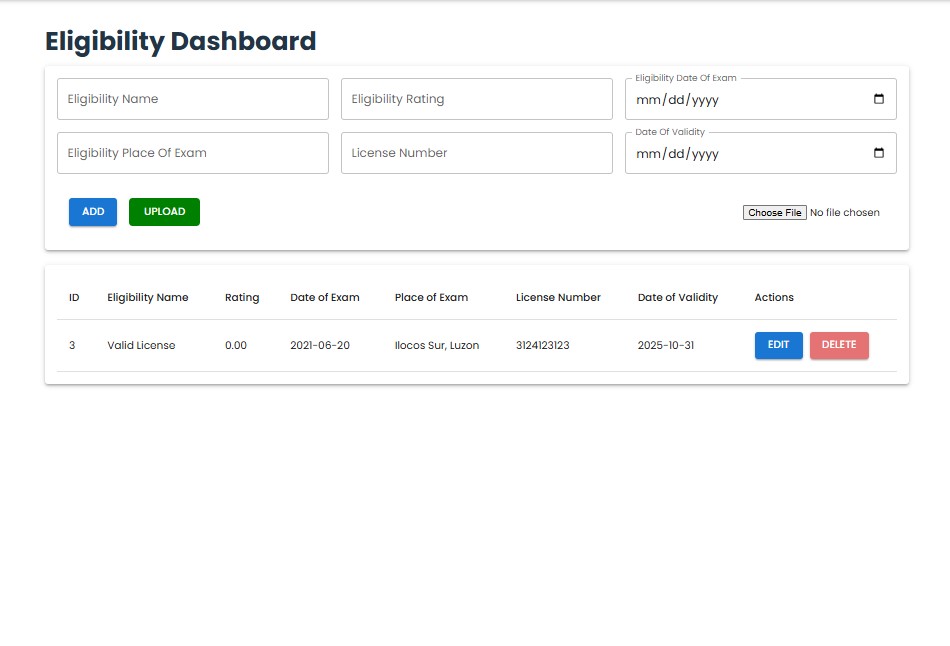 Eligibility Dashboard
Eligibility Name
Eligibility Rating
Eligibility Date Of Exam
mm/dd/yyyy
Eligibility Place Of Exam
License Number
Date Of Validity
mm/dd/yyyy
ADD UPLOAD Choose File No file chosen
ID Eligibility Name Rating Date of Exam Place of Exam License Number Date of Validity Actions
3 Valid License 0.00 2021-06-20 Ilocos Sur, Luzon 3124123123 2025-10-31 EDIT DELETE